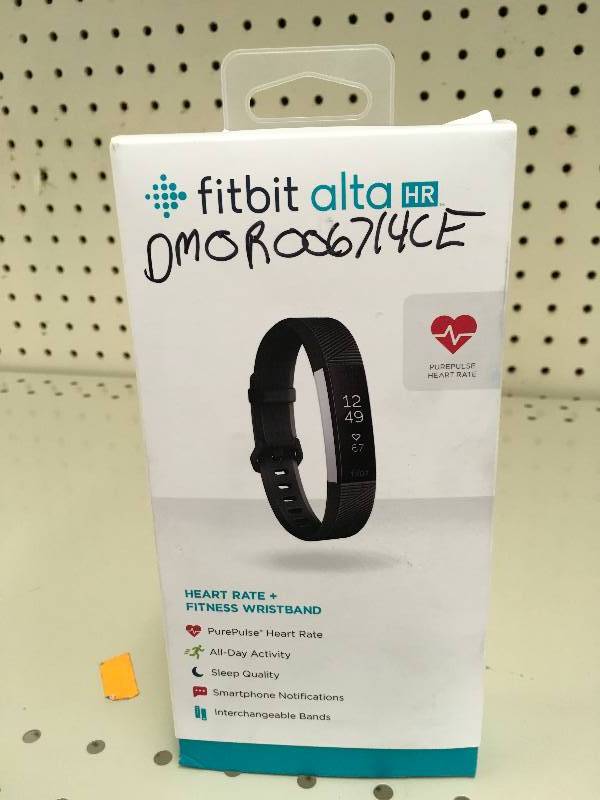 fitbit alta HR
DMOR006714CE
PUREPULSE
HEART RATE
12
49
67
HEART RATE +
FITNESS WRISTBAND
PurePulse® Heart Rate
All-Day Activity
Sleep Quality
Smartphone Notifications
Interchangeable Bands